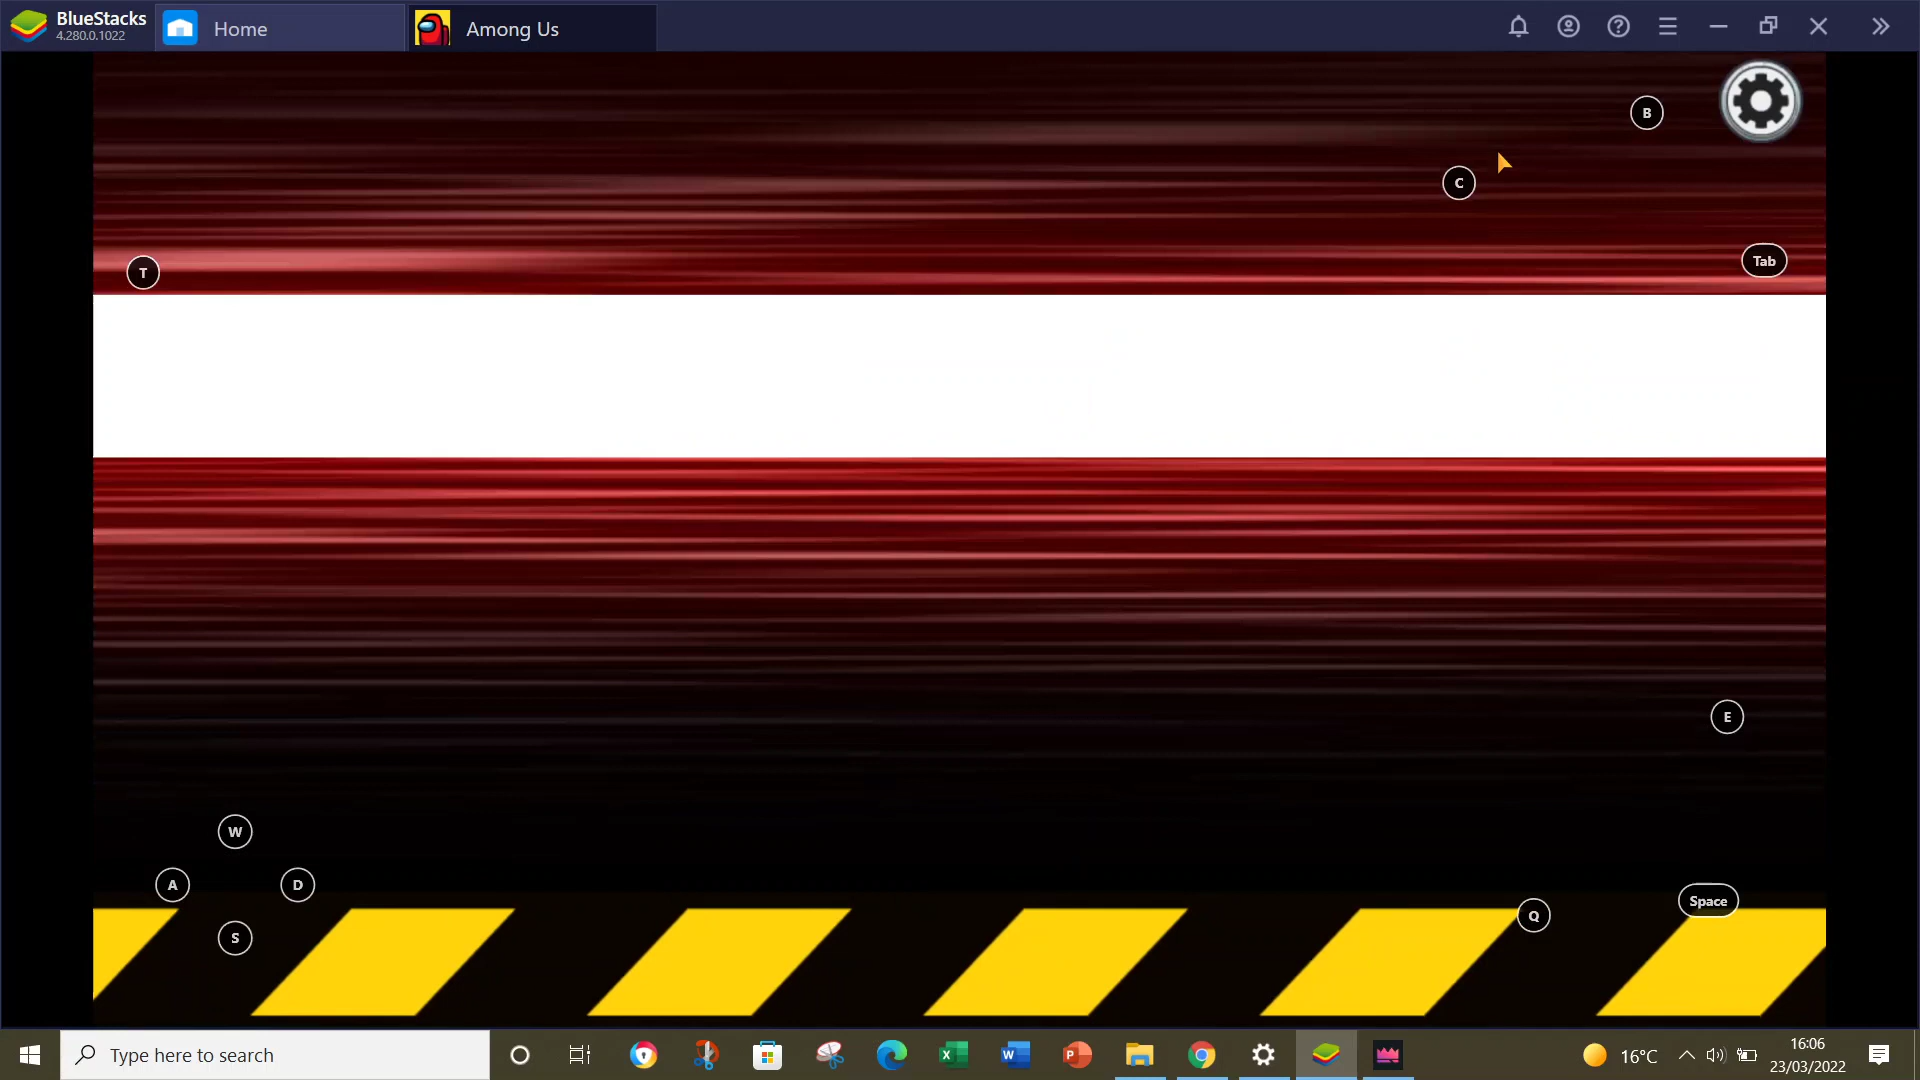 BlueStacks
4.280.0.1022
Home
Among Us
B
C
T
Tab
E
W
A
D
S
Q
Space
Type here to search
16°C
16:06
23/03/2022